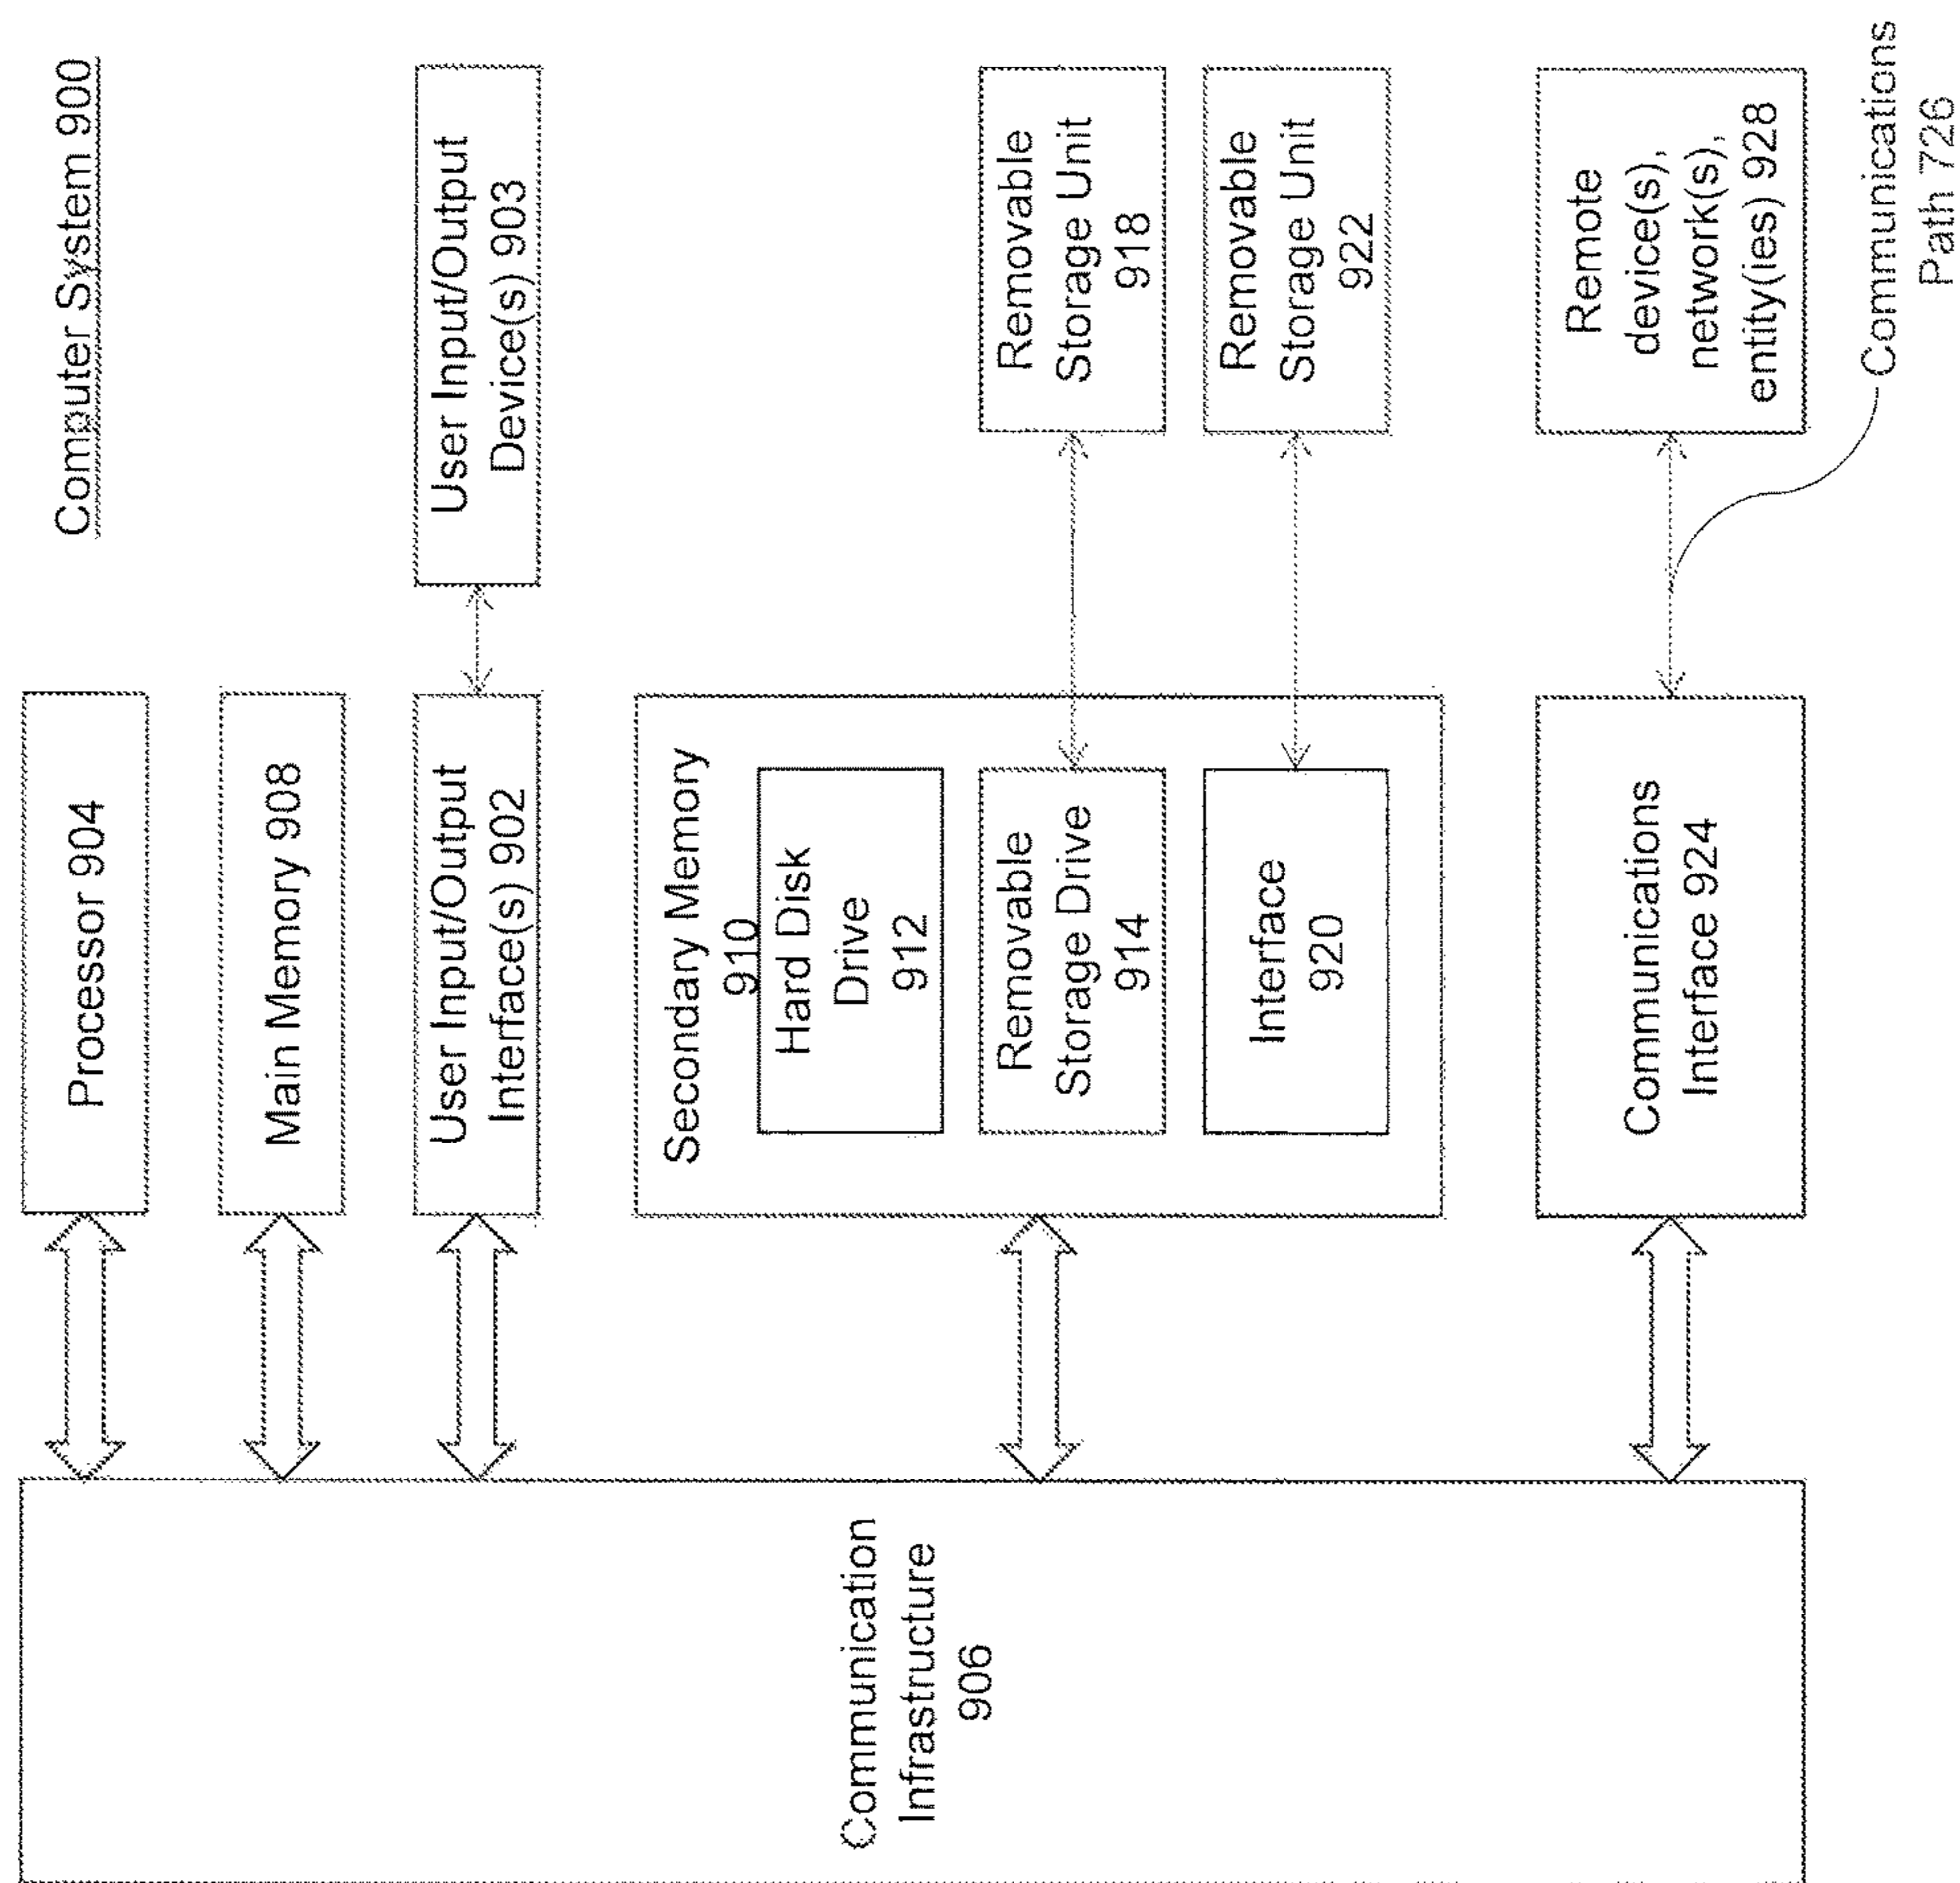 Computer System 900
Processor 904
Main Memory 908
User Input/Output
Interface(s) 902
User Input/Output
Device(s) 903
Secondary Memory
910
Hard Disk
Drive
912
Removable
Storage Drive
914
Removable
Storage Unit
918
Interface
920
Removable
Storage Unit
922
Communications
Interface 924
Remote
device(s),
network(s),
entity(ies) 928
Communications
Path 726
Communication
Infrastructure
906